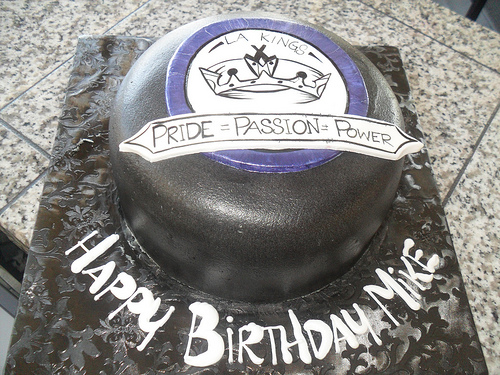 LA KINGS
PRIDE = PASSION = POWER
HAPPY BIRTHDAY MIKE